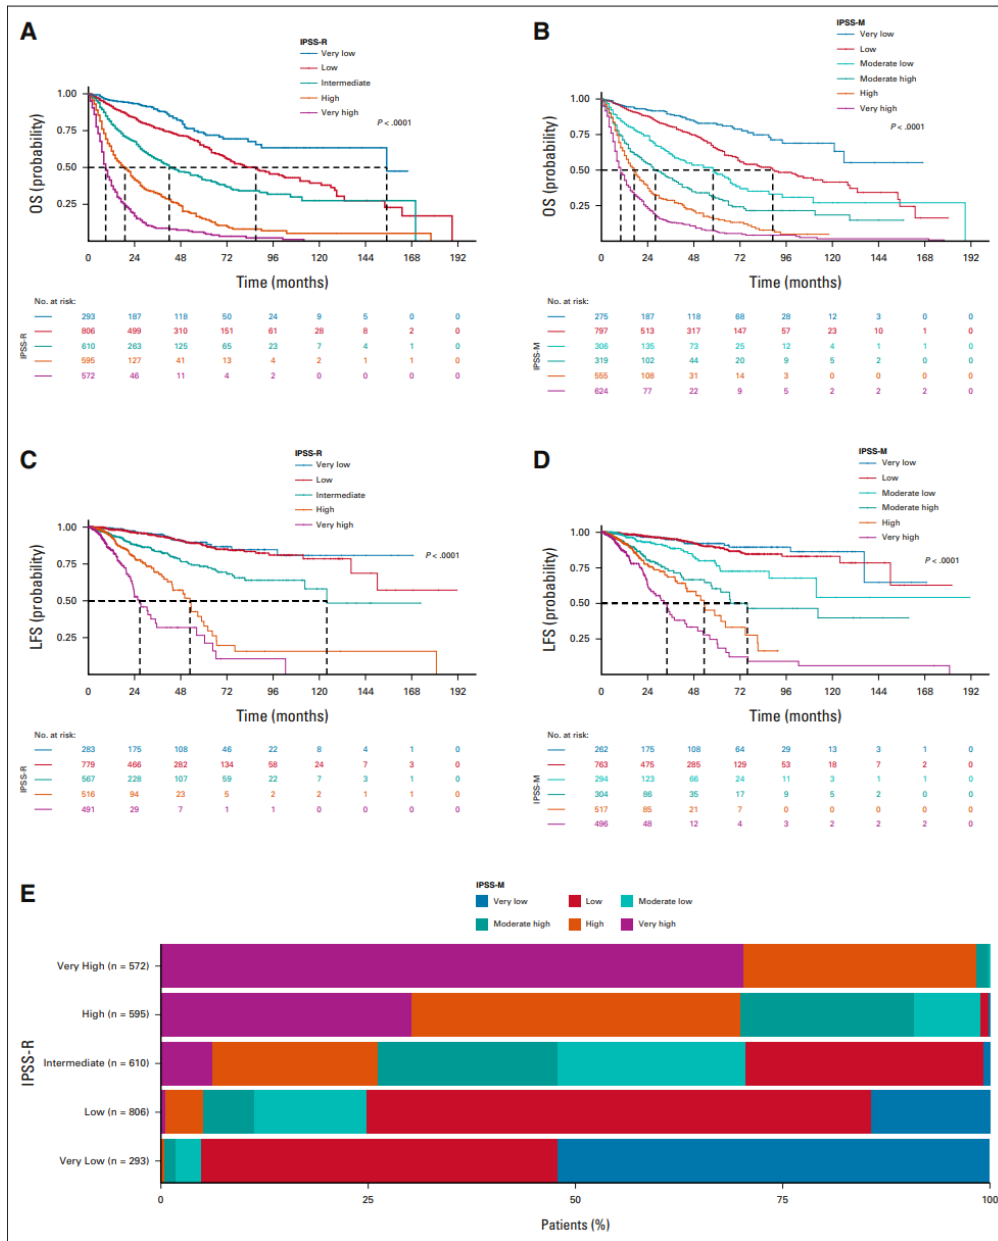 A
IPSS-R
Very low
Low
Intermediate
High
Very high
P < .0001
OS (probability)
1.00
0.75
0.50
0.25
0 24 48 72 96 120 144 168 192
Time (months)
No. at risk:
IPSS-R
293 187 118 50 24 9 5 0 0
806 499 310 151 61 28 8 2 0
610 263 125 65 23 7 4 1 0
595 127 41 13 4 2 1 1 0
572 46 11 4 2 0 0 0 0
B
IPSS-M
Very low
Low
Moderate low
Moderate high
High
Very high
P < .0001
OS (probability)
1.00
0.75
0.50
0.25
0 24 48 72 96 120 144 168 192
Time (months)
No. at risk:
IPSS-M
275 187 118 68 28 12 3 0 0
797 513 317 147 57 23 10 1 0
306 135 73 25 12 4 1 1 0
319 102 44 20 9 5 2 0 0
555 108 31 14 3 0 0 0 0
624 77 22 9 5 2 2 2 0
C
IPSS-R
Very low
Low
Intermediate
High
Very high
P < .0001
LFS (probability)
1.00
0.75
0.50
0.25
0 24 48 72 96 120 144 168 192
Time (months)
No. at risk:
IPSS-R
283 175 108 46 22 8 4 1 0
779 466 282 134 58 24 7 3 0
567 228 107 59 22 7 3 1 0
516 94 23 5 2 2 1 1 0
491 29 7 1 1 0 0 0 0
D
IPSS-M
Very low
Low
Moderate low
Moderate high
High
Very high
P < .0001
LFS (probability)
1.00
0.75
0.50
0.25
0 24 48 72 96 120 144 168 192
Time (months)
No. at risk:
IPSS-M
262 175 108 64 29 13 3 1 0
763 475 285 129 53 18 7 2 0
294 123 66 24 11 3 1 1 0
304 86 35 17 9 5 2 0 0
517 85 21 7 0 0 0 0 0
496 48 12 4 3 2 2 2 0
E
IPSS-M
Very low Low Moderate low
Moderate high High Very high
IPSS-R
Very High (n = 572)
High (n = 595)
Intermediate (n = 610)
Low (n = 806)
Very Low (n = 293)
0 25 50 75 100
Patients (%)